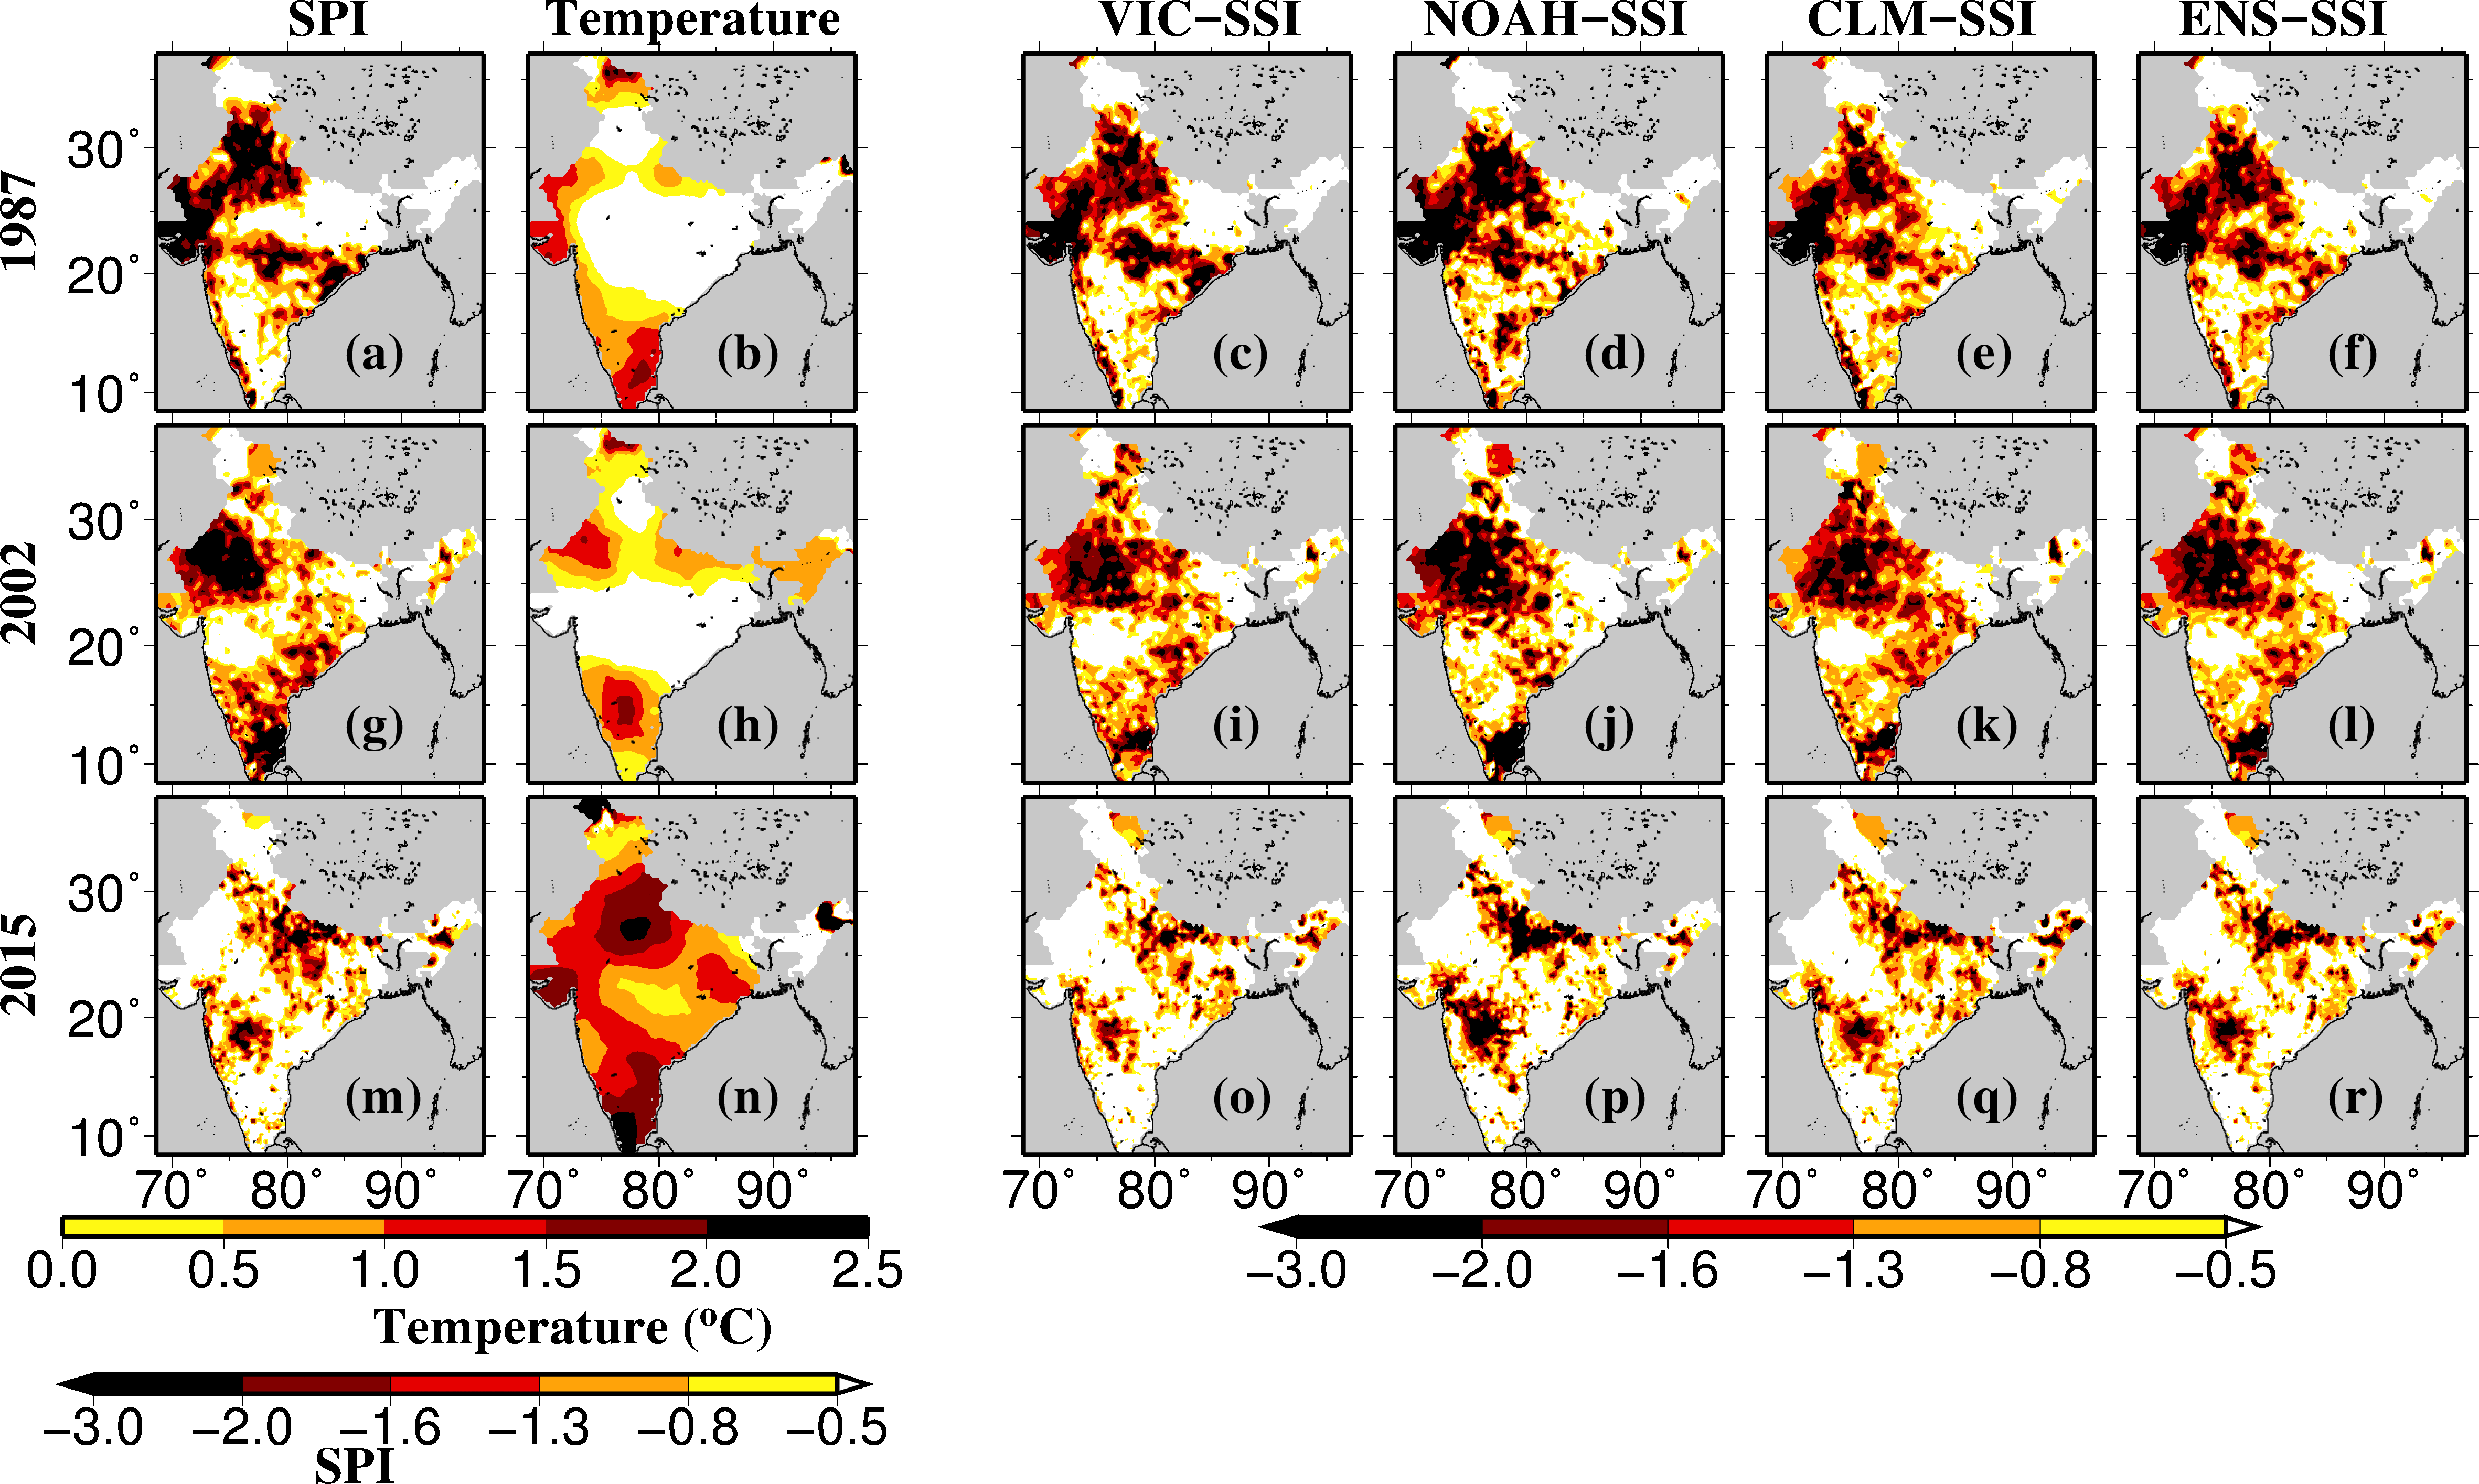 SPI Temperature VIC−SSI NOAH−SSI CLM−SSI ENS−SSI
1987
30°
20°
10°
(a) (b) (c) (d) (e) (f)
2002
30°
20°
10°
(g) (h) (i) (j) (k) (l)
2015
30°
20°
10°
(m) (n) (o) (p) (q) (r)
70° 80° 90° 70° 80° 90° 70° 80° 90° 70° 80° 90° 70° 80° 90° 70° 80° 90°
0.0 0.5 1.0 1.5 2.0 2.5
Temperature (°C)
−3.0 −2.0 −1.6 −1.3 −0.8 −0.5
−3.0 −2.0 −1.6 −1.3 −0.8 −0.5
SPI